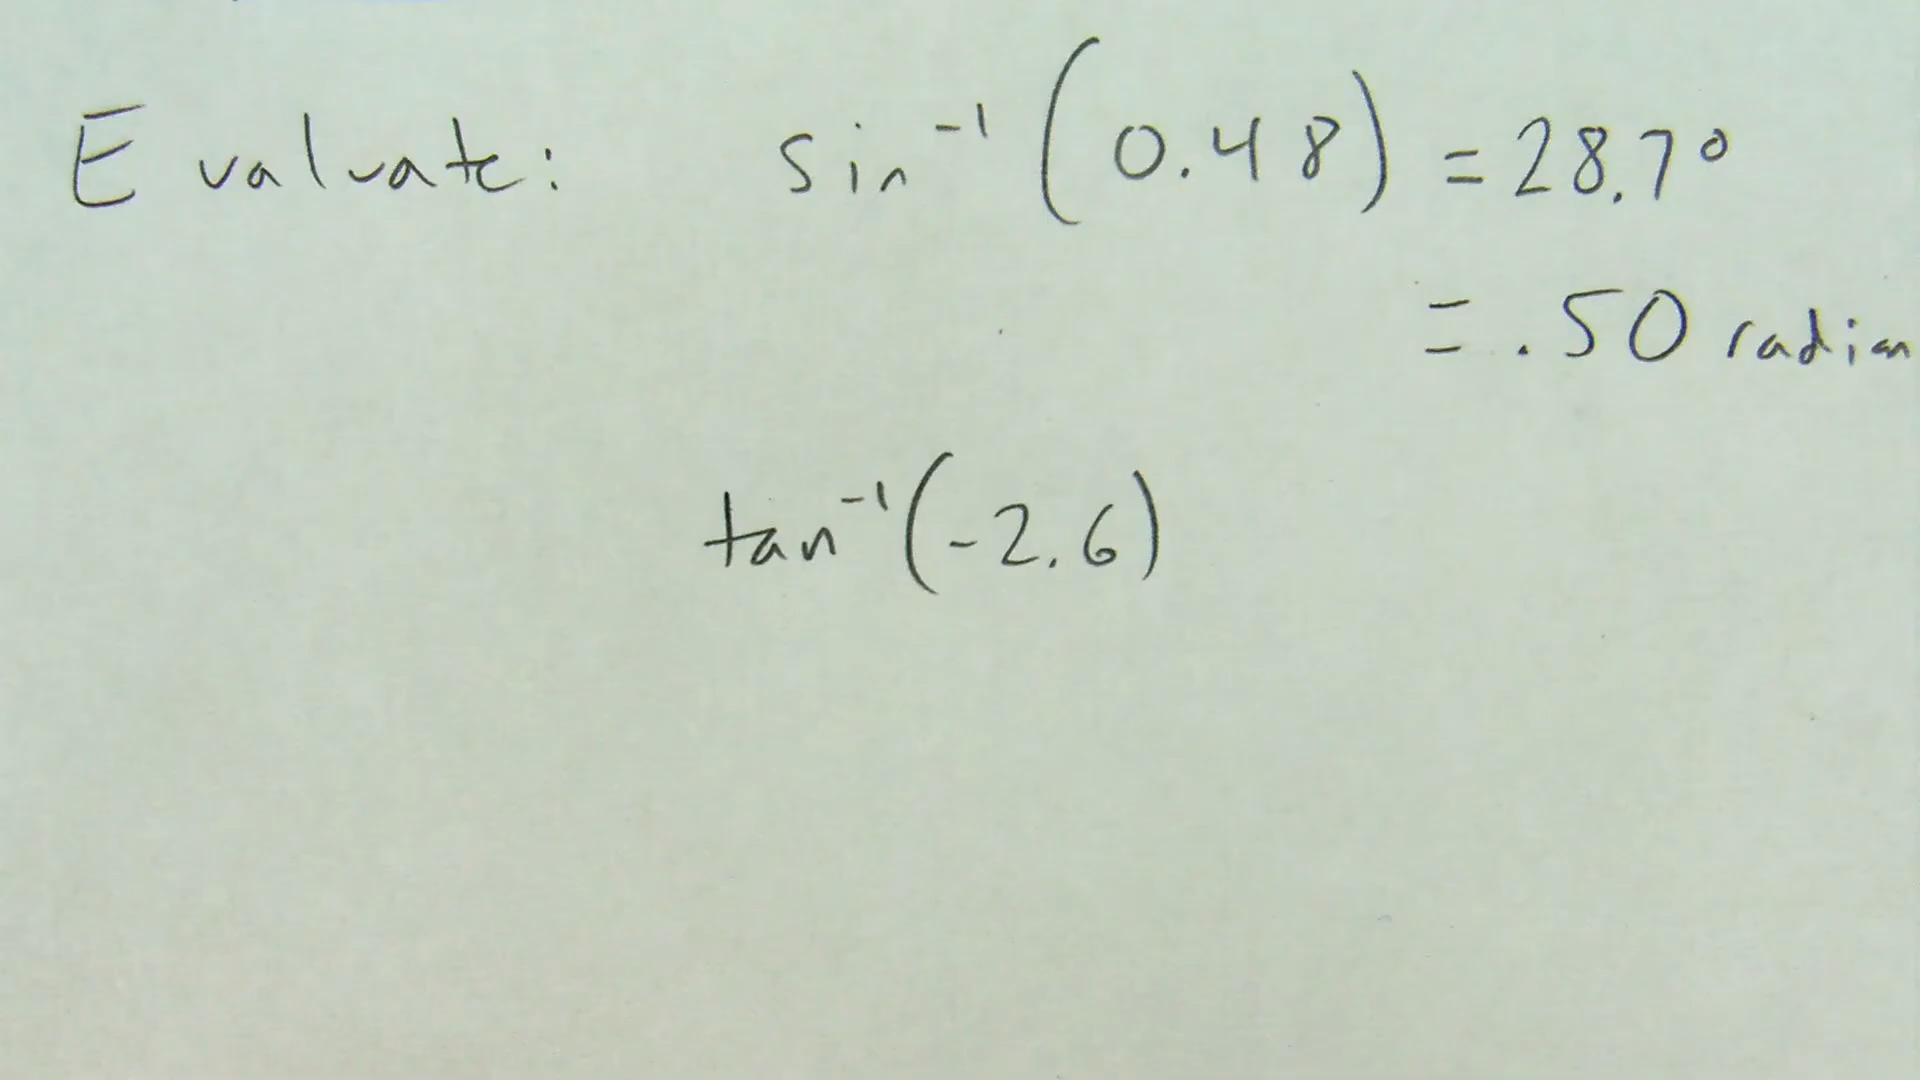 Evaluate: sin⁻¹(0.48) = 28.7°
= .50 radian
tan⁻¹(-2.6)